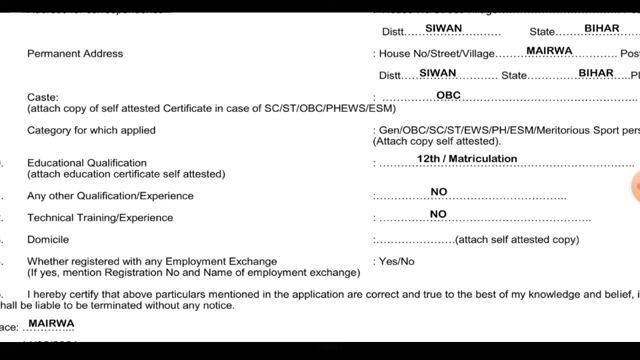 Distt....SIWAN............... State..........BIHAR
Permanent Address : House No/Street/Village......MAIRWA......Post
Distt....SIWAN............ State.................BIHAR......Pi
Caste: : .................OBC..........................
(attach copy of self attested Certificate in case of SC/ST/OBC/PHEWS/ESM)
Category for which applied : Gen/OBC/SC/ST/EWS/PH/ESM/Meritorious Sport pers
(Attach copy self attested).
Educational Qualification : ............12th / Matriculation..............................
(attach education certificate self attested)
Any other Qualification/Experience :................NO...............................
Technical Training/Experience : ................NO.....................................
Domicile :........................(attach self attested copy)
Whether registered with any Employment Exchange : Yes/No
(If yes, mention Registration No and Name of employment exchange)
I hereby certify that above particulars mentioned in the application are correct and true to the best of my knowledge and belief, i
hall be liable to be terminated without any notice.
ace: MAIRWA